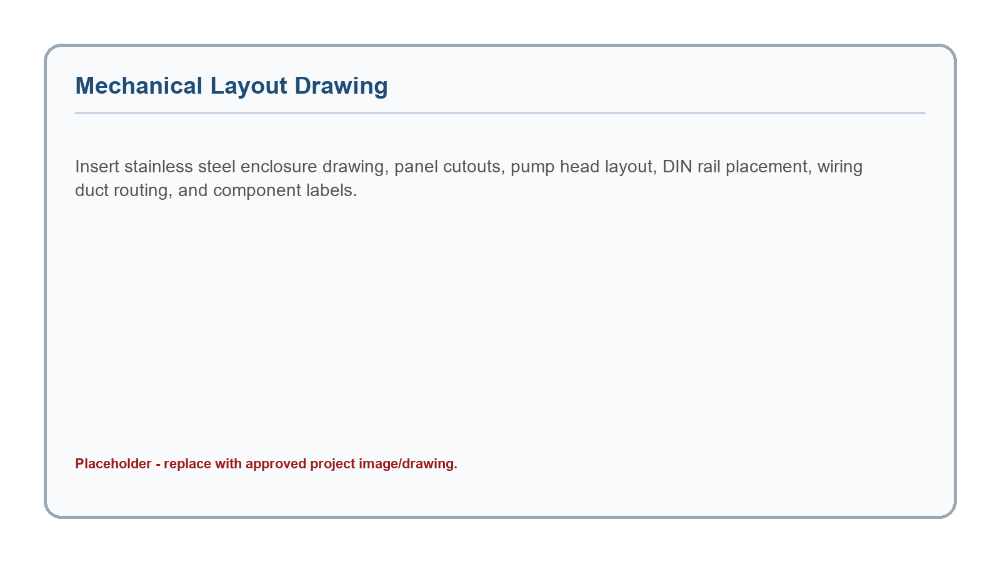 Mechanical Layout Drawing
Insert stainless steel enclosure drawing, panel cutouts, pump head layout, DIN rail placement, wiring
duct routing, and component labels.
Placeholder - replace with approved project image/drawing.